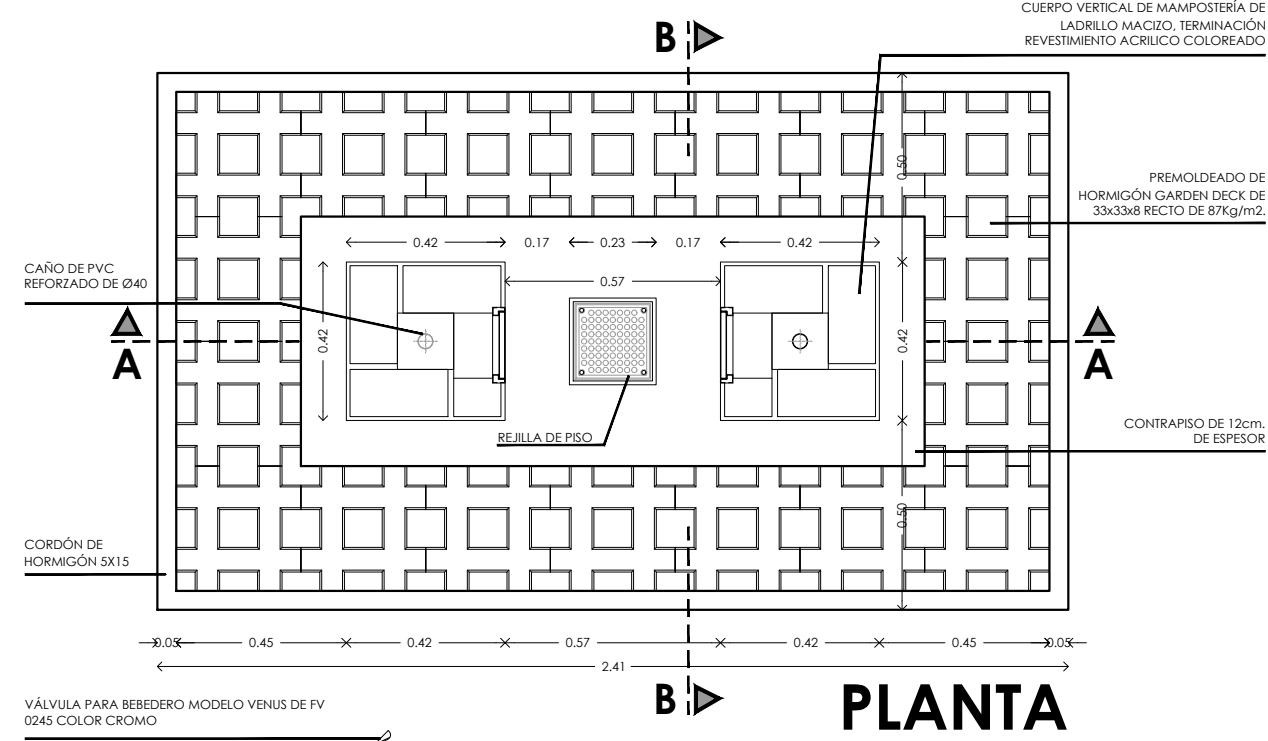 CUERPO VERTICAL DE MAMPOSTERÍA DE
LADRILLO MACIZO, TERMINACIÓN
REVESTIMIENTO ACRILICO COLOREADO
B
0.50
PREMOLDEADO DE
HORMIGÓN GARDEN DECK DE
33x33x8 RECTO DE 87Kg/m2.
0.42
0.17
0.23
0.17
0.42
CAÑO DE PVC
REFORZADO DE Ø40
0.57
A
0.42
0.42
A
CONTRAPISO DE 12cm.
DE ESPESOR
REJILLA DE PISO
0.50
CORDÓN DE
HORMIGÓN 5X15
0.05
0.45
0.42
0.57
0.42
0.45
0.05
2.41
B
PLANTA
VÁLVULA PARA BEBEDERO MODELO VENUS DE FV
0245 COLOR CROMO